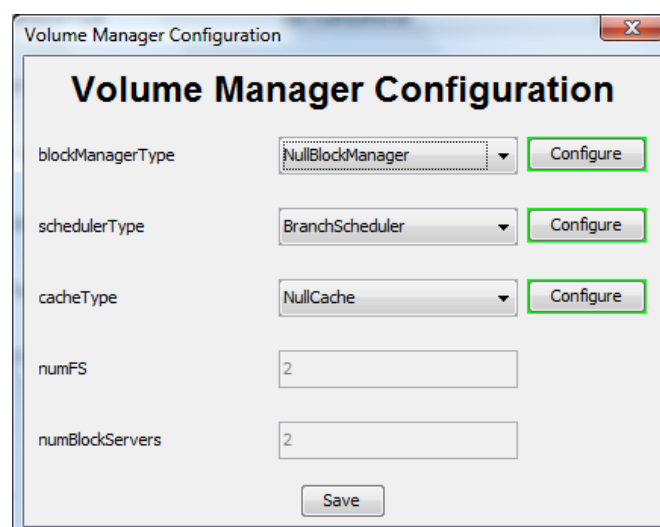 Volume Manager Configuration
Volume Manager Configuration
blockManagerType NullBlockManager Configure
schedulerType BranchScheduler Configure
cacheType NullCache Configure
numFS 2
numBlockServers 2
Save